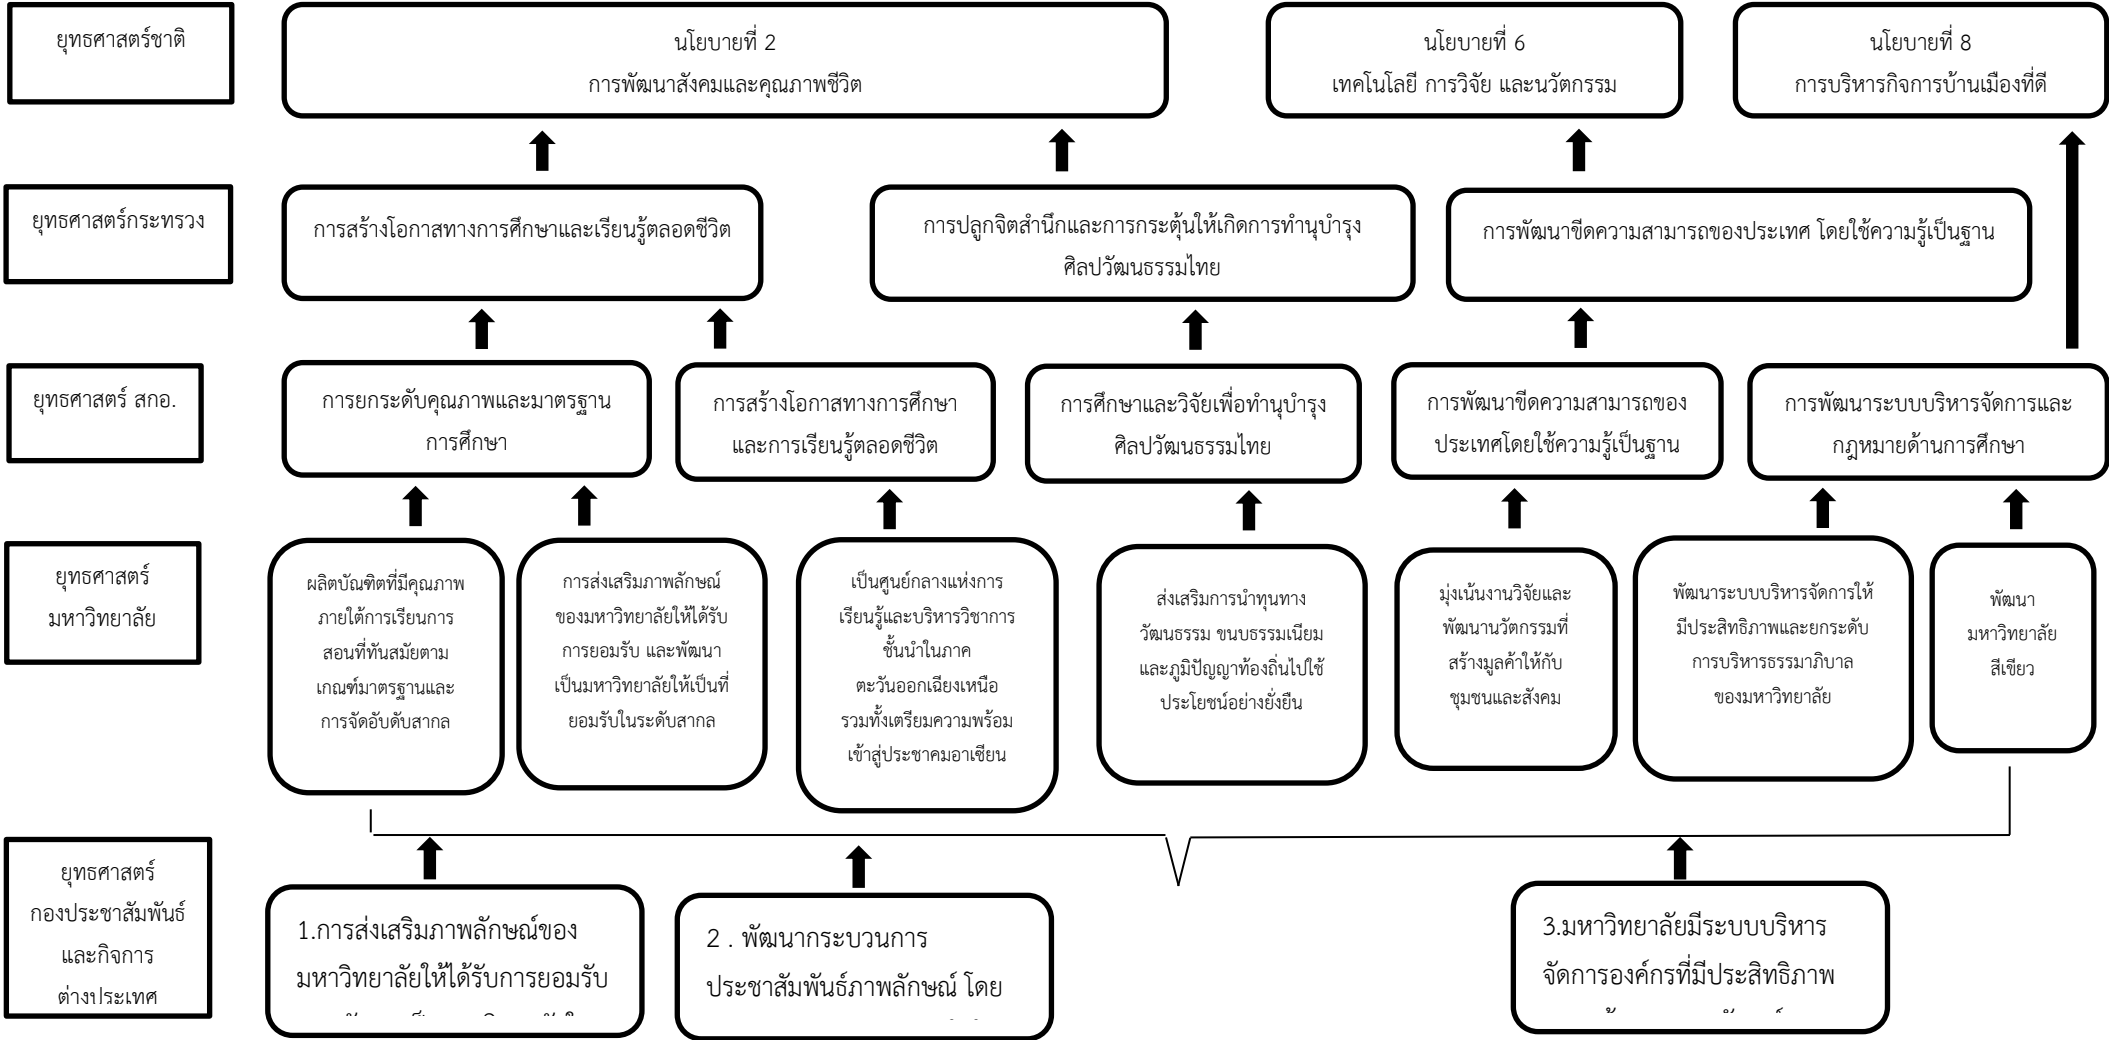 ยุทธศาสตร์ชาติ
นโยบายที่ 2
การพัฒนาสังคมและคุณภาพชีวิต
นโยบายที่ 6
เทคโนโลยี การวิจัย และนวัตกรรม
นโยบายที่ 8
การบริหารกิจการบ้านเมืองที่ดี
ยุทธศาสตร์กระทรวง
การสร้างโอกาสทางการศึกษาและเรียนรู้ตลอดชีวิต
การปลูกจิตสำนึกและการกระตุ้นให้เกิดการทำนุบำรุง
ศิลปวัฒนธรรมไทย
การพัฒนาขีดความสามารถของประเทศ โดยใช้ความรู้เป็นฐาน
ยุทธศาสตร์ สกอ.
การยกระดับคุณภาพและมาตรฐาน
การศึกษา
การสร้างโอกาสทางการศึกษา
และการเรียนรู้ตลอดชีวิต
การศึกษาและวิจัยเพื่อทำนุบำรุง
ศิลปวัฒนธรรมไทย
การพัฒนาขีดความสามารถของ
ประเทศโดยใช้ความรู้เป็นฐาน
การพัฒนาระบบบริหารจัดการและ
กฎหมายด้านการศึกษา
ยุทธศาสตร์
มหาวิทยาลัย
ผลิตบัณฑิตที่มีคุณภาพ
ภายใต้การเรียนการ
สอนที่ทันสมัยตาม
เกณฑ์มาตรฐานและ
การจัดอับดับสากล
การส่งเสริมภาพลักษณ์
ของมหาวิทยาลัยให้ได้รับ
การยอมรับ และพัฒนา
เป็นมหาวิทยาลัยให้เป็นที่
ยอมรับในระดับสากล
เป็นศูนย์กลางแห่งการ
เรียนรู้และบริหารวิชาการ
ชั้นนำในภาค
ตะวันออกเฉียงเหนือ
รวมทั้งเตรียมความพร้อม
เข้าสู่ประชาคมอาเซียน
ส่งเสริมการนำทุนทาง
วัฒนธรรม ขนบธรรมเนียม
และภูมิปัญญาท้องถิ่นไปใช้
ประโยชน์อย่างยั่งยืน
มุ่งเน้นงานวิจัยและ
พัฒนานวัตกรรมที่
สร้างมูลค้าให้กับ
ชุมชนและสังคม
พัฒนาระบบบริหารจัดการให้
มีประสิทธิภาพและยกระดับ
การบริหารธรรมาภิบาล
ของมหาวิทยาลัย
พัฒนา
มหาวิทยาลัย
สีเขียว
ยุทธศาสตร์
กองประชาสัมพันธ์
และกิจการ
ต่างประเทศ
1.การส่งเสริมภาพลักษณ์ของ
มหาวิทยาลัยให้ได้รับการยอมรับ
2 . พัฒนากระบวนการ
ประชาสัมพันธ์ภาพลักษณ์ โดย
3.มหาวิทยาลัยมีระบบบริหาร
จัดการองค์กรที่มีประสิทธิภาพ